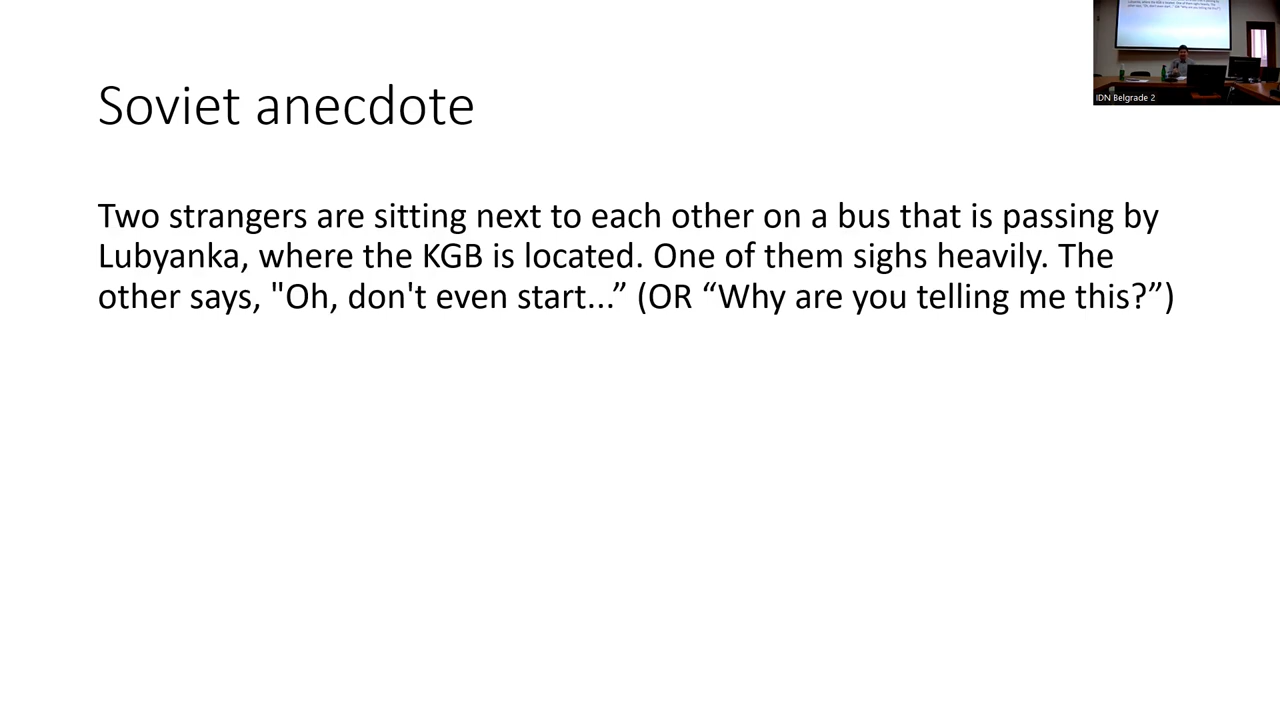 IDN Belgrade 2
Soviet anecdote
Two strangers are sitting next to each other on a bus that is passing by
Lubyanka, where the KGB is located. One of them sighs heavily. The
other says, "Oh, don't even start...” (OR “Why are you telling me this?”)